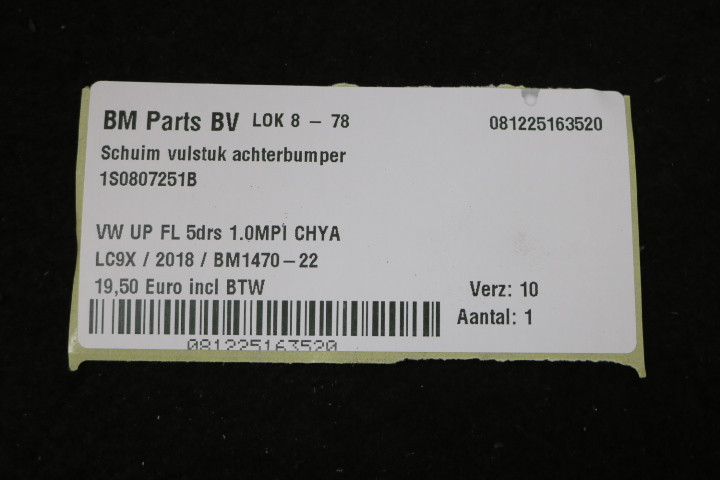 BM Parts BV LOK 8 - 78 081225163520
Schuim vulstuk achterbumper
1S0807251B
VW UP FL 5drs 1.0MPI CHYA
LC9X / 2018 / BM1470-22
19,50 Euro incl BTW Verz: 10
Aantal: 1
081225163520